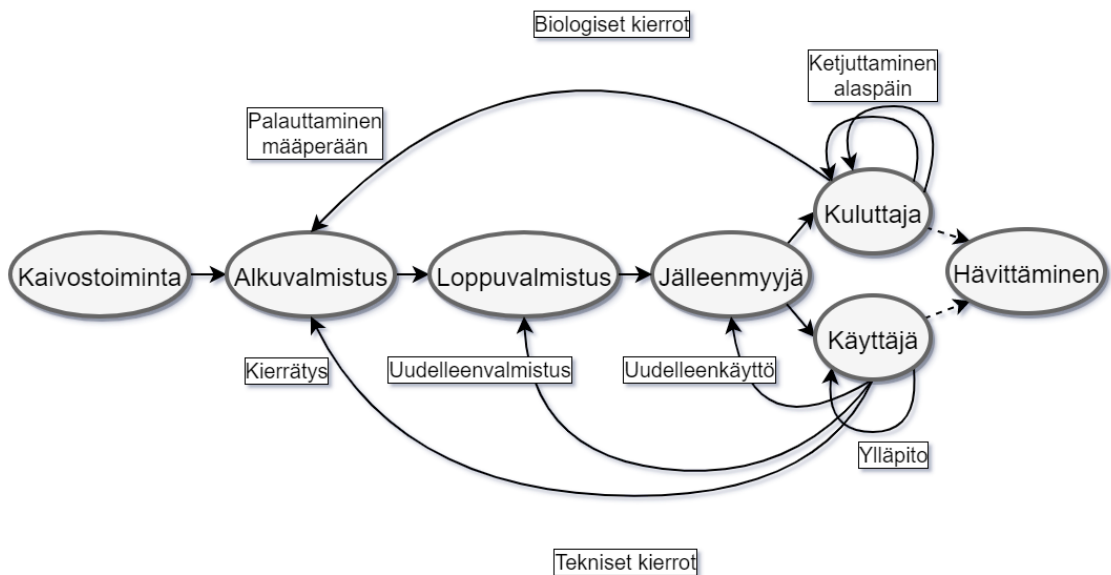 Biologiset kierrot
Ketjuttaminen
alaspäin
Palauttaminen
määperään
Kuluttaja
Kaivostoiminta
Alkuvalmistus
Loppuvalmistus
Jälleenmyyjä
Hävittäminen
Käyttäjä
Kierrätys
Uudelleenvalmistus
Uudelleenkäyttö
Ylläpito
Tekniset kierrot